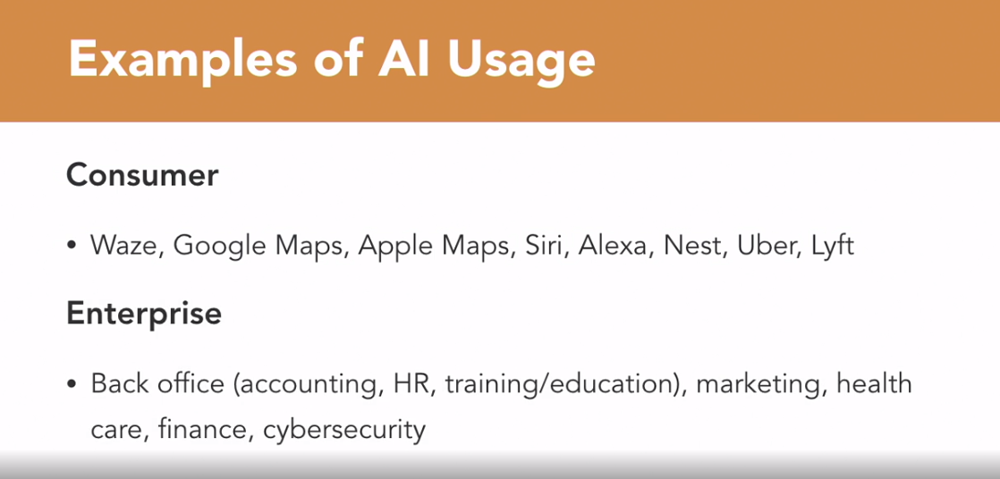 Examples of AI Usage
Consumer
• Waze, Google Maps, Apple Maps, Siri, Alexa, Nest, Uber, Lyft
Enterprise
• Back office (accounting, HR, training/education), marketing, health
care, finance, cybersecurity